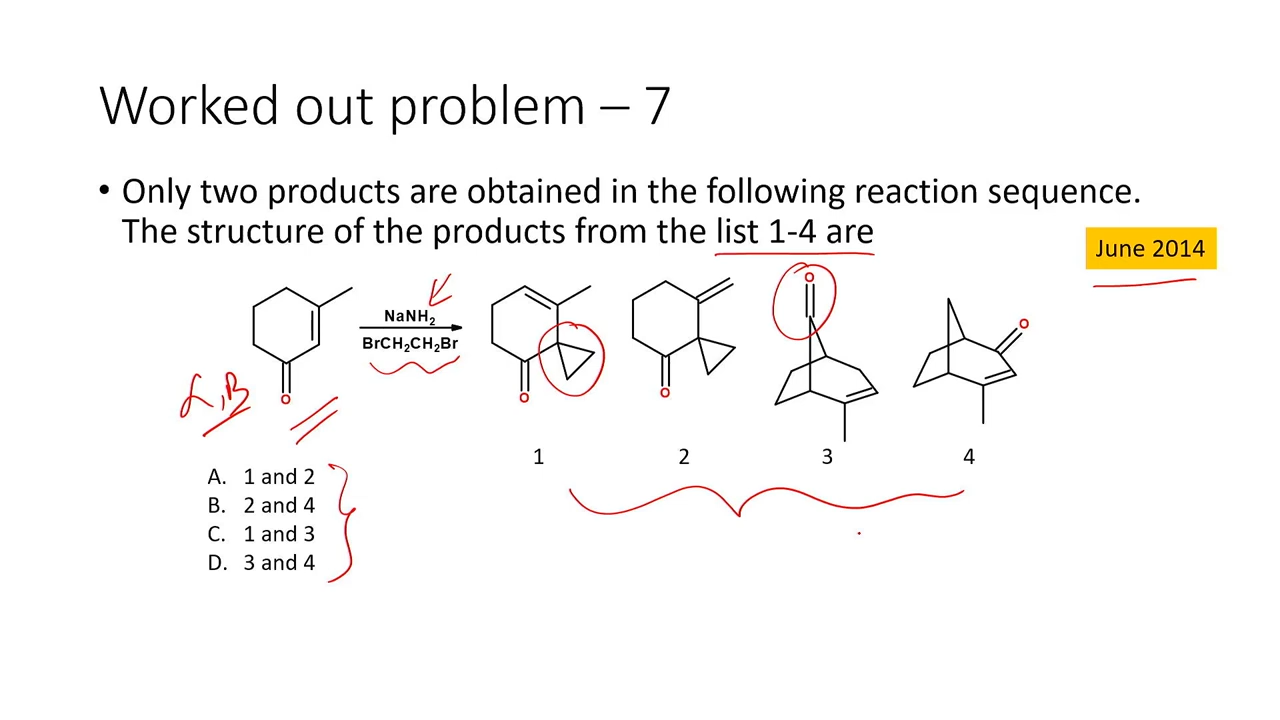 Worked out problem – 7
• Only two products are obtained in the following reaction sequence.
The structure of the products from the list 1-4 are
June 2014
NaNH2
BrCH2CH2Br
O
O
O
O
O
α,β
1
2
3
4
A. 1 and 2
B. 2 and 4
C. 1 and 3
D. 3 and 4